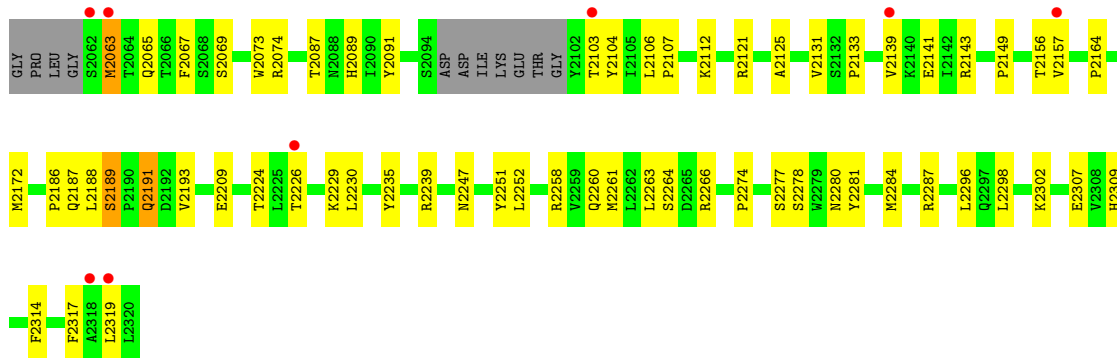 GLY PRO LEU GLY S2062 M2063 T2064 Q2065 T2066 F2067 S2068 S2069 W2073 R2074 T2087 N2088 H2089 I2090 Y2091 S2094 ASP ASP ILE LYS GLU THR GLY Y2102 T2103 Y2104 I2105 L2106 P2107 K2112 R2121 A2125 V2131 S2132 P2133 V2139 K2140 E2141 I2142 R2143 P2149 T2156 V2157 P2164
M2172 P2186 Q2187 L2188 S2189 P2190 Q2191 D2192 V2193 E2209 T2224 L2225 T2226 K2229 L2230 Y2235 R2239 N2247 Y2251 L2252 R2258 V2259 Q2260 M2261 L2262 L2263 S2264 D2265 R2266 P2274 S2277 S2278 W2279 N2280 Y2281 M2284 R2287 L2296 Q2297 L2298 K2302 E2307 V2308 H2309
F2314 F2317 A2318 L2319 L2320